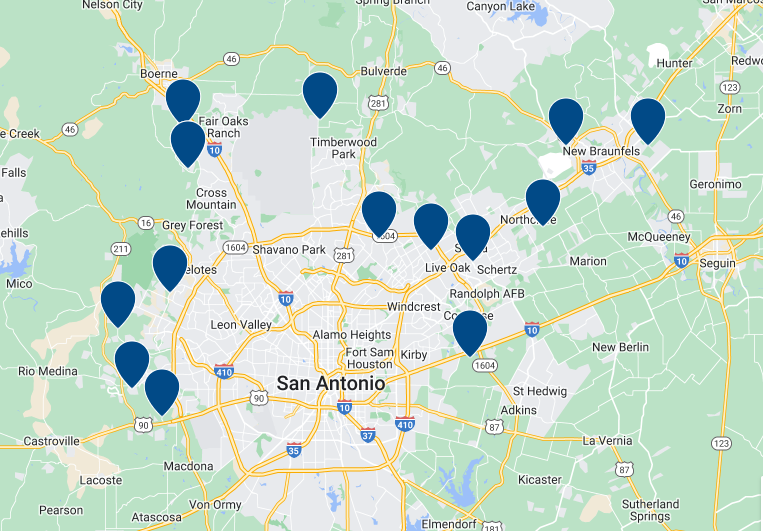 Nelson City
Spring Branch
Canyon Lake
San Marcos
Hunter
Redwo
Boerne
46
Bulverde
46
123
281
Zorn
46
e Creek
Fair Oaks
Ranch
10
Timberwood
Park
New Braunfels
35
Falls
Geronimo
Cross
Mountain
16
Grey Forest
46
1604
ehills
211
1604
Shavano Park
281
McQueeney
10
Seguin
Mico
Live Oak
Schertz
Marion
10
Randolph AFB
Windcrest
Leon Valley
Alamo Heights
10
Rio Medina
Fort Sam
Houston
Kirby
New Berlin
410
1604
San Antonio
90
St Hedwig
10
Adkins
90
410
87
Castroville
37
La Vernia
123
35
Macdona
87
Lacoste
Kicaster
Von Ormy
Pearson
Atascosa
Sutherland
Springs
Elmendorf
181